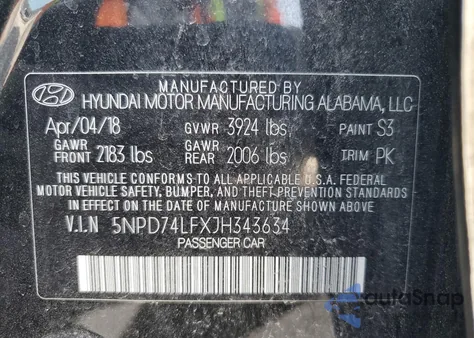 MANUFACTURED BY
HYUNDAI MOTOR MANUFACTURING ALABAMA, LLC
Apr/04/18 GVWR 3924 lbs PAINT S3
GAWR FRONT 2183 lbs GAWR REAR 2006 lbs TRIM PK
THIS VEHICLE CONFORMS TO ALL APPLICABLE U.S.A. FEDERAL
MOTOR VEHICLE SAFETY, BUMPER, AND THEFT PREVENTION STANDARDS
IN EFFECT ON THE DATE OF MANUFACTURE SHOWN ABOVE.
V.I.N 5NPD74LFXJH343634
PASSENGER CAR
autoSnap